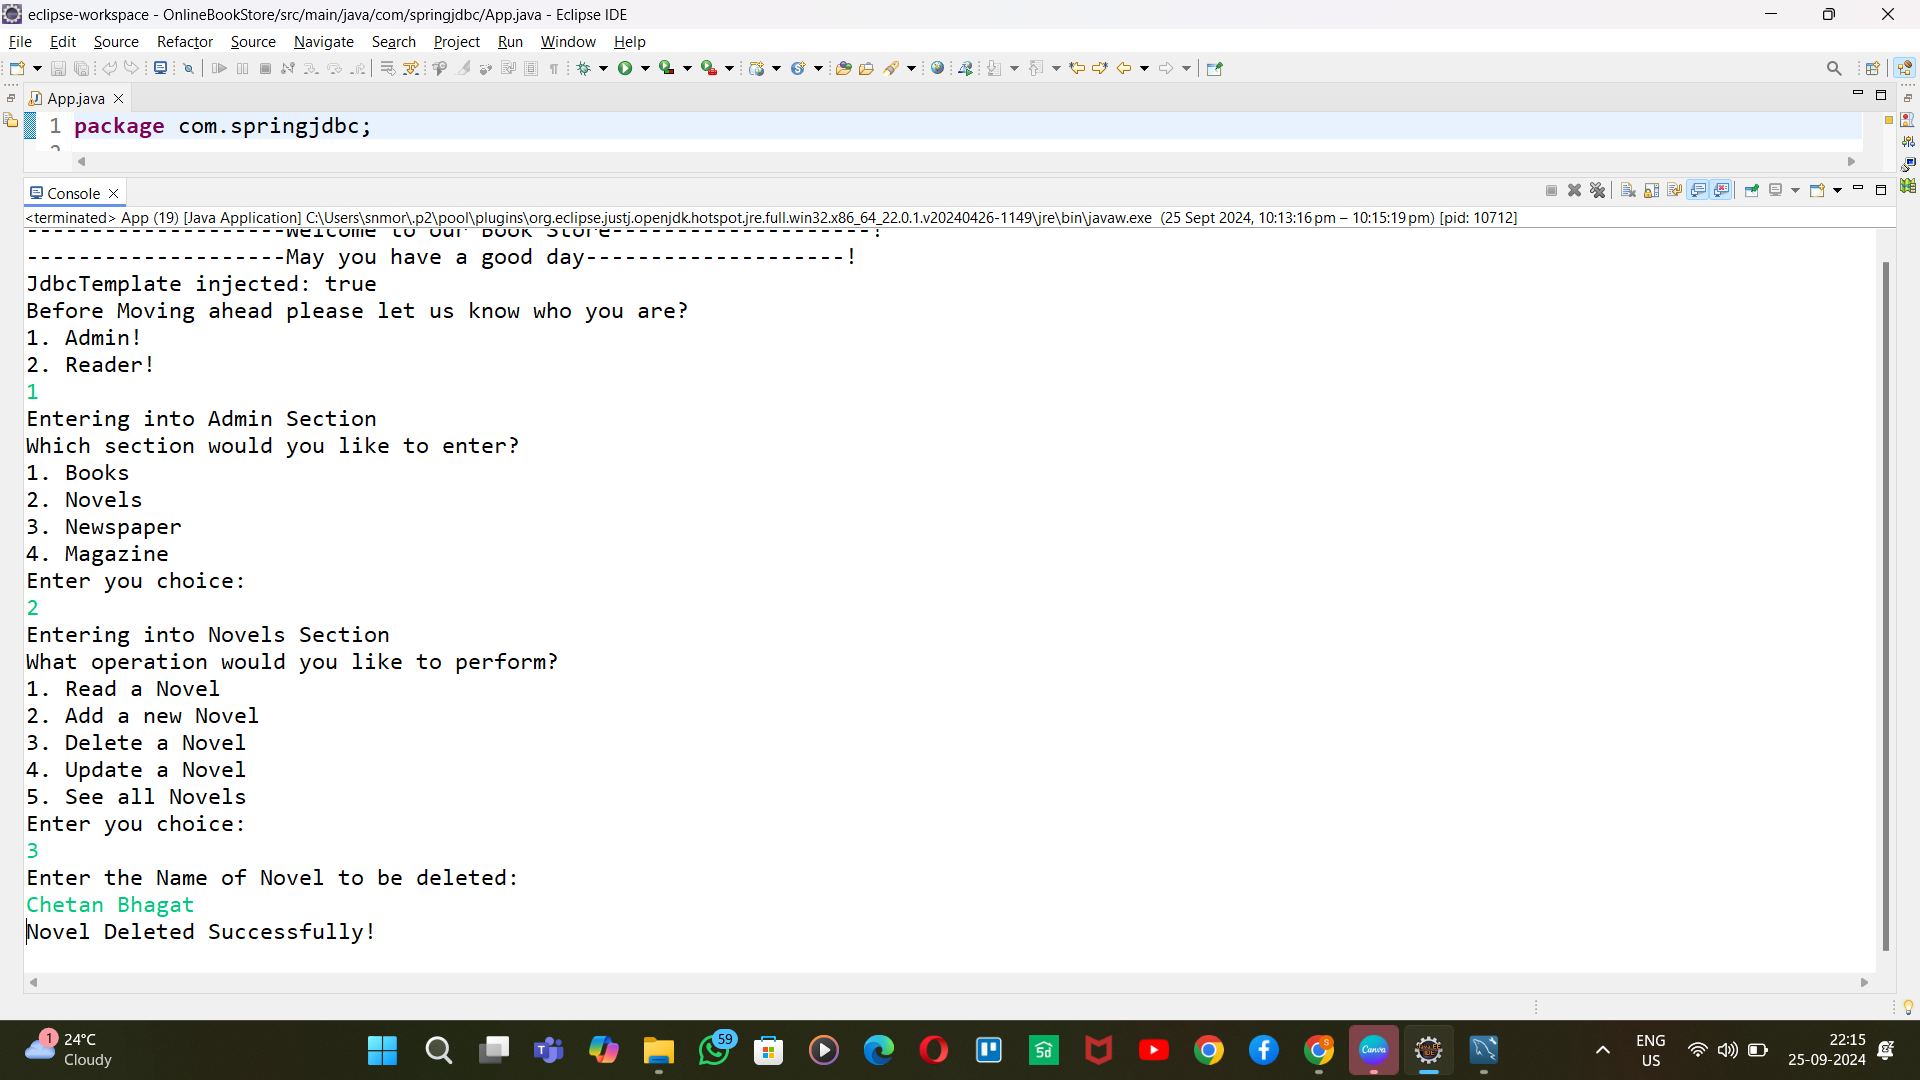 eclipse-workspace - OnlineBookStore/src/main/java/com/springjdbc/App.java - Eclipse IDE
File Edit Source Refactor Source Navigate Search Project Run Window Help
App.java
1 package com.springjdbc;
Console
<terminated> App (19) [Java Application] C:\Users\snmor\.p2\pool\plugins\org.eclipse.justj.openjdk.hotspot.jre.full.win32.x86_64_22.0.1.v20240426-1149\jre\bin\javaw.exe (25 Sept 2024, 10:13:16 pm – 10:15:19 pm) [pid: 10712]
--------------------Welcome to our Book Store--------------------!
--------------------May you have a good day--------------------!
JdbcTemplate injected: true
Before Moving ahead please let us know who you are?
1. Admin!
2. Reader!
1
Entering into Admin Section
Which section would you like to enter?
1. Books
2. Novels
3. Newspaper
4. Magazine
Enter you choice:
2
Entering into Novels Section
What operation would you like to perform?
1. Read a Novel
2. Add a new Novel
3. Delete a Novel
4. Update a Novel
5. See all Novels
Enter you choice:
3
Enter the Name of Novel to be deleted:
Chetan Bhagat
Novel Deleted Successfully!
1 24°C
Cloudy
59
Canva
ENG
US
22:15
25-09-2024